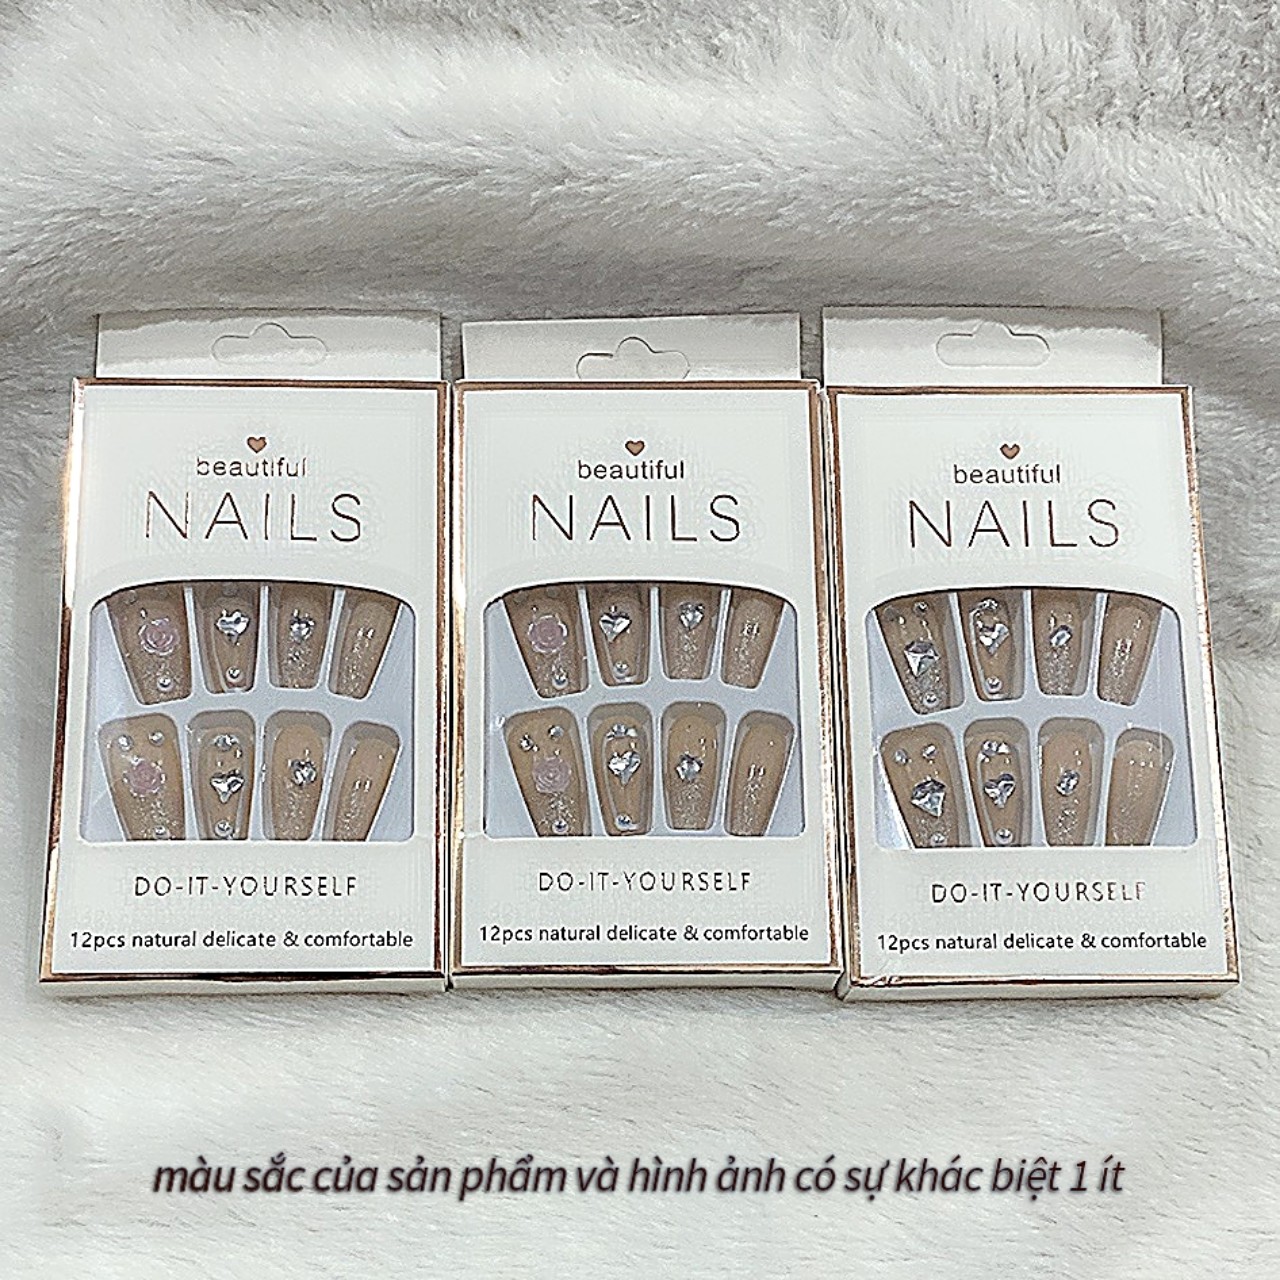 beautiful
NAILS
DO-IT-YOURSELF
12pcs natural delicate & comfortable
beautiful
NAILS
DO-IT-YOURSELF
12pcs natural delicate & comfortable
beautiful
NAILS
DO-IT-YOURSELF
12pcs natural delicate & comfortable
màu sắc của sản phẩm và hình ảnh có sự khác biệt 1 ít